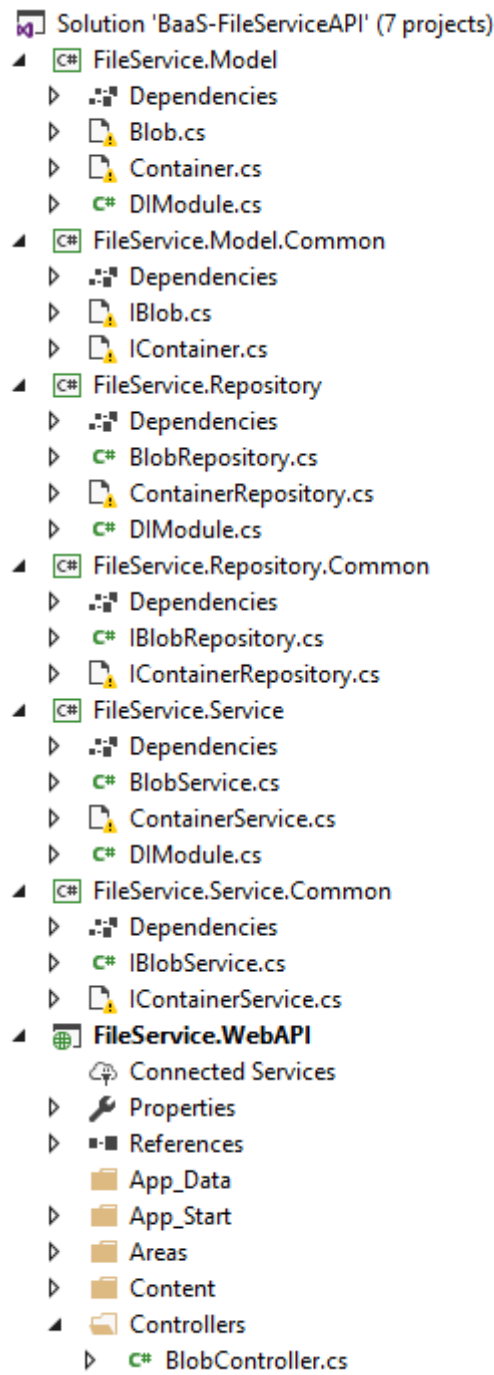 Solution 'BaaS-FileServiceAPI' (7 projects)
C# FileService.Model
Dependencies
Blob.cs
Container.cs
C# DIModule.cs
C# FileService.Model.Common
Dependencies
IBlob.cs
IContainer.cs
C# FileService.Repository
Dependencies
C# BlobRepository.cs
ContainerRepository.cs
C# DIModule.cs
C# FileService.Repository.Common
Dependencies
C# IBlobRepository.cs
IContainerRepository.cs
C# FileService.Service
Dependencies
C# BlobService.cs
ContainerService.cs
C# DIModule.cs
C# FileService.Service.Common
Dependencies
C# IBlobService.cs
IContainerService.cs
FileService.WebAPI
Connected Services
Properties
References
App_Data
App_Start
Areas
Content
Controllers
C# BlobController.cs